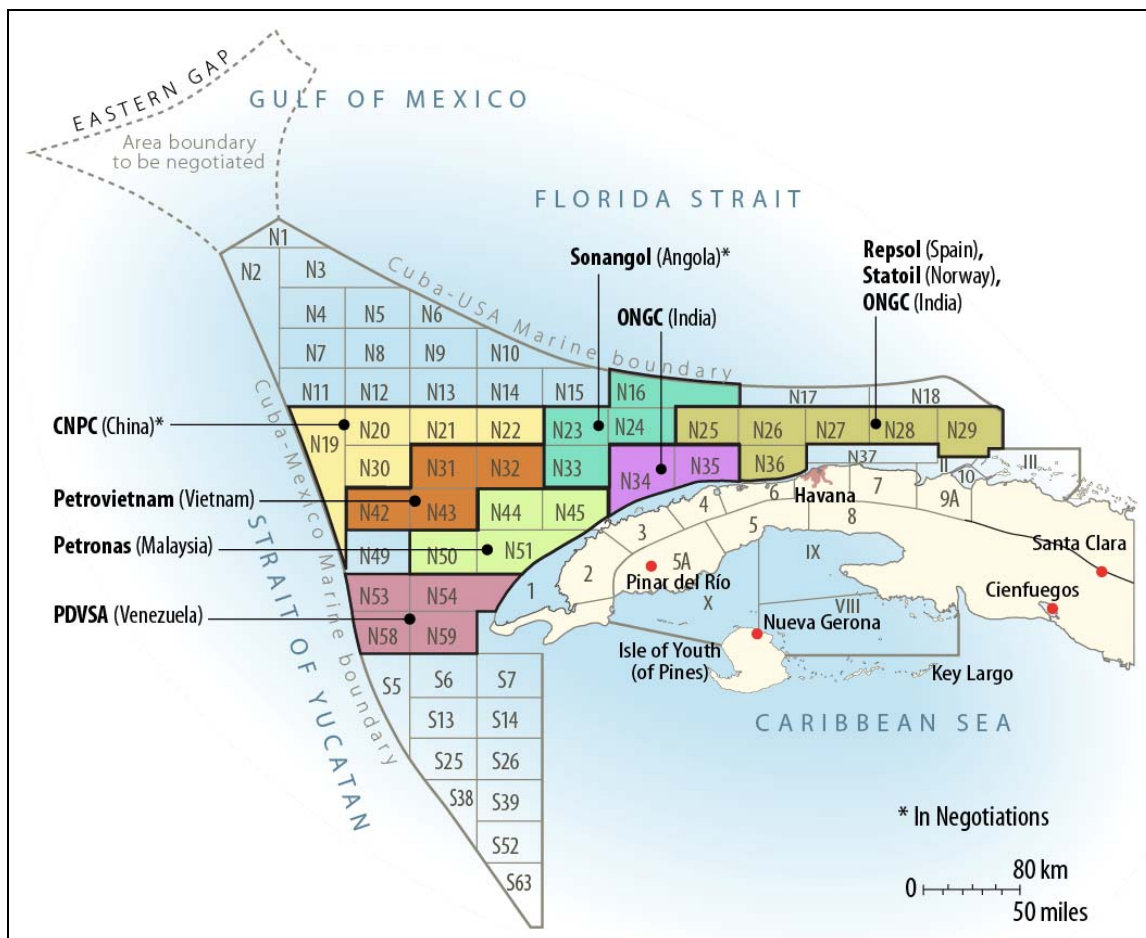 EASTERN GAP
Area boundary
to be negotiated
GULF OF MEXICO
FLORIDA STRAIT
Cuba-USA Marine boundary
Cuba-Mexico Marine boundary
STRAIT OF YUCATAN
CARIBBEAN SEA
Sonangol (Angola)*
ONGC (India)
Repsol (Spain),
Statoil (Norway),
ONGC (India)
CNPC (China)*
Petrovietnam (Vietnam)
Petronas (Malaysia)
PDVSA (Venezuela)
N1
N2 N3
N4 N5 N6
N7 N8 N9 N10
N11 N12 N13 N14 N15 N16 N17 N18
N19 N20 N21 N22 N23 N24 N25 N26 N27 N28 N29
N30 N31 N32 N33 N34 N35 N36 N37 II III
N42 N43 N44 N45
N49 N50 N51
N53 N54
N58 N59
S5 S6 S7
S13 S14
S25 S26
S38 S39
S52
S63
1 2 3 4 5 5A 6 7 8 9A 10
IX
X
VIII
Havana
Pinar del Río
Santa Clara
Cienfuegos
Nueva Gerona
Isle of Youth
(of Pines)
Key Largo
* In Negotiations
0 80 km
50 miles